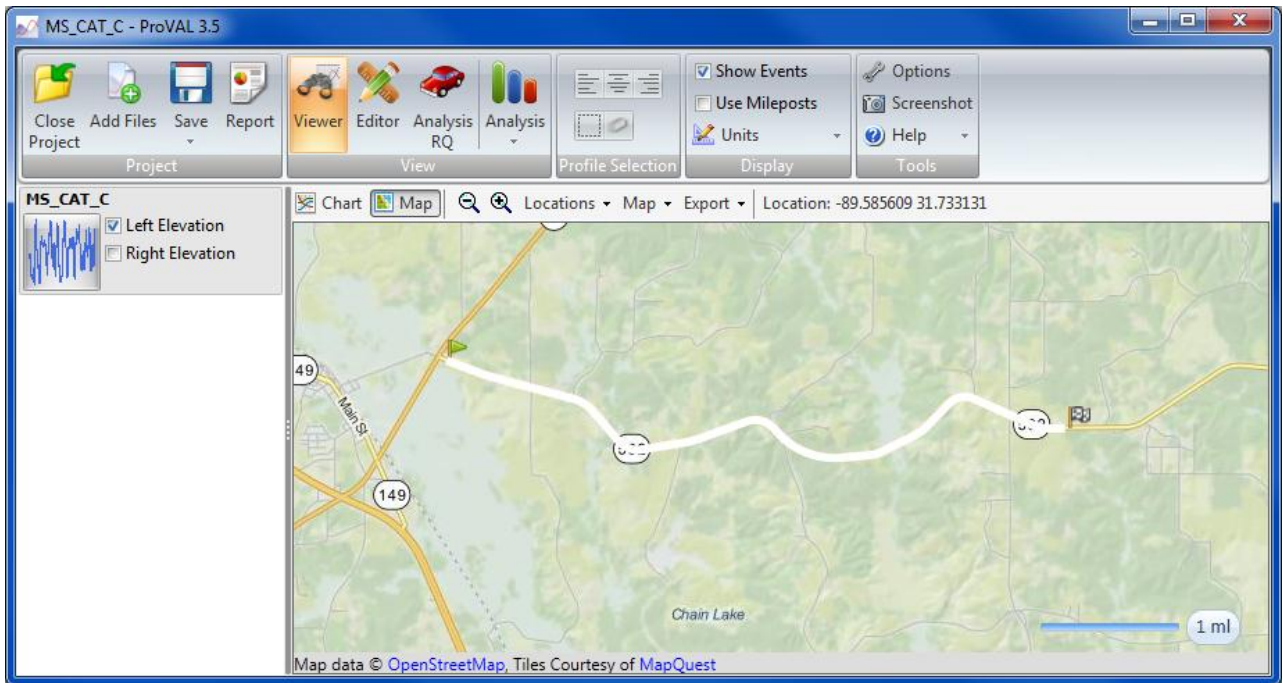 MS_CAT_C - ProVAL 3.5
Close Project
Add Files
Save
Report
Project
Viewer
Editor
Analysis RQ
Analysis
View
Profile Selection
Show Events
Use Mileposts
Units
Display
Options
Screenshot
Help
Tools
MS_CAT_C
Left Elevation
Right Elevation
Chart
Map
Locations
Map
Export
Location: -89.585609 31.733131
49
Main St
149
Chain Lake
1 ml
Map data © OpenStreetMap, Tiles Courtesy of MapQuest